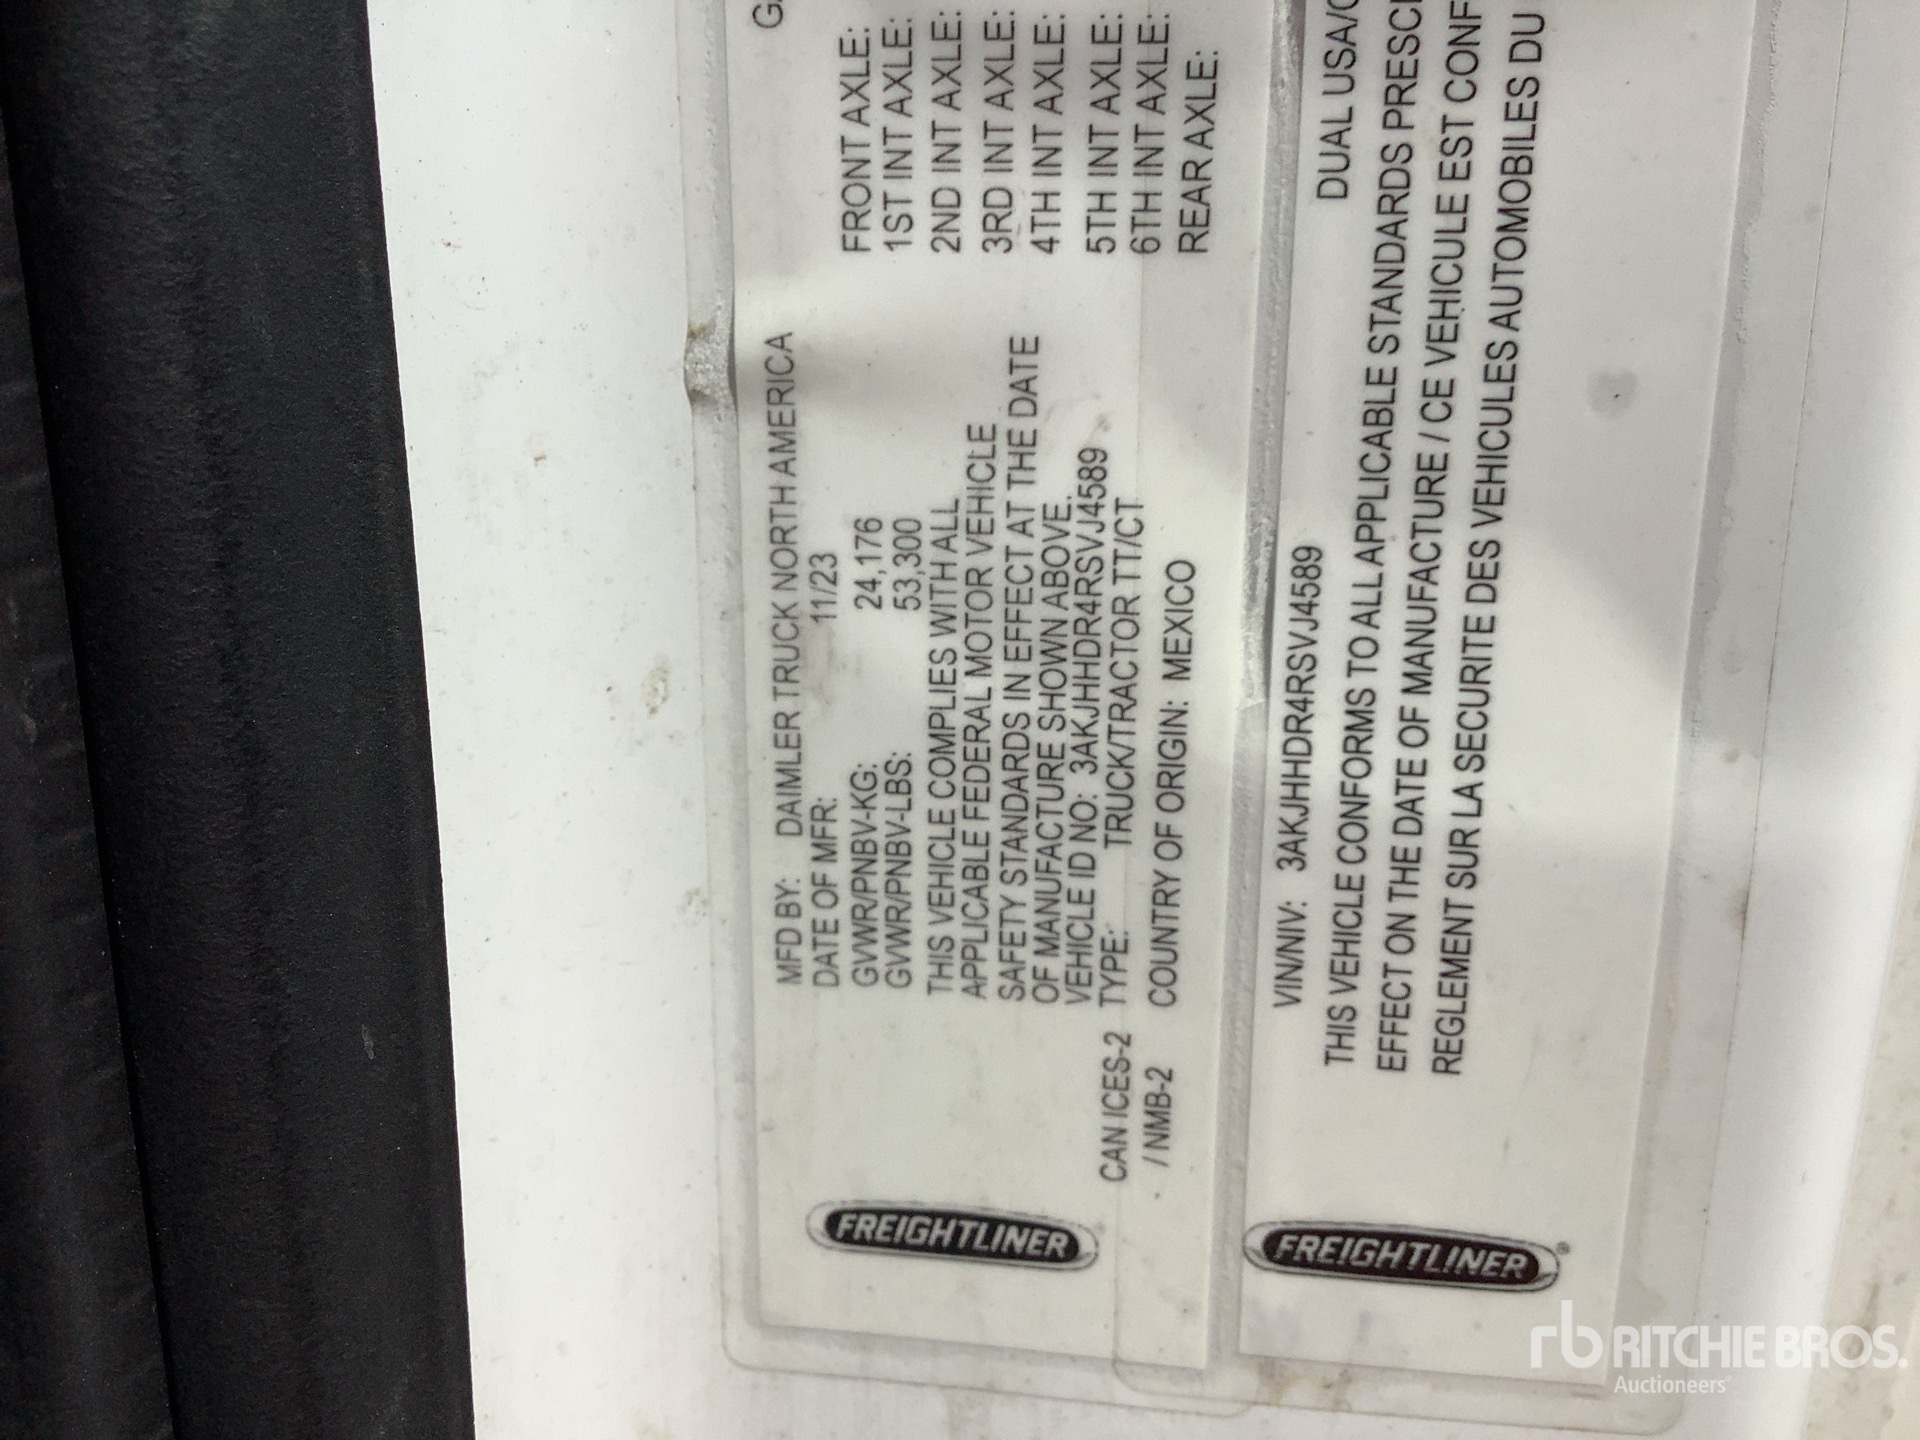 MFD BY: DAIMLER TRUCK NORTH AMERICA
DATE OF MFR: 11/23
GVWR/PNBV-KG: 24,176
GVWR/PNBV-LBS: 53,300
THIS VEHICLE COMPLIES WITH ALL
APPLICABLE FEDERAL MOTOR VEHICLE
SAFETY STANDARDS IN EFFECT AT THE DATE
OF MANUFACTURE SHOWN ABOVE.
VEHICLE ID NO: 3AKJHHDR4RSVJ4589
TYPE: TRUCK/TRACTOR TT/CT
COUNTRY OF ORIGIN: MEXICO
FREIGHTLINER
CAN ICES-2
/ NMB-2
FRONT AXLE:
1ST INT AXLE:
2ND INT AXLE:
3RD INT AXLE:
4TH INT AXLE:
5TH INT AXLE:
6TH INT AXLE:
REAR AXLE:
FREIGHTLINER®
DUAL USA/
VIN/NIV: 3AKJHHDR4RSVJ4589
THIS VEHICLE CONFORMS TO ALL APPLICABLE STANDARDS PRESC
EFFECT ON THE DATE OF MANUFACTURE / CE VEHICULE EST CONF
REGLEMENT SUR LA SECURITE DES VEHICULES AUTOMOBILES DU
rb RITCHIE BROS.
Auctioneers